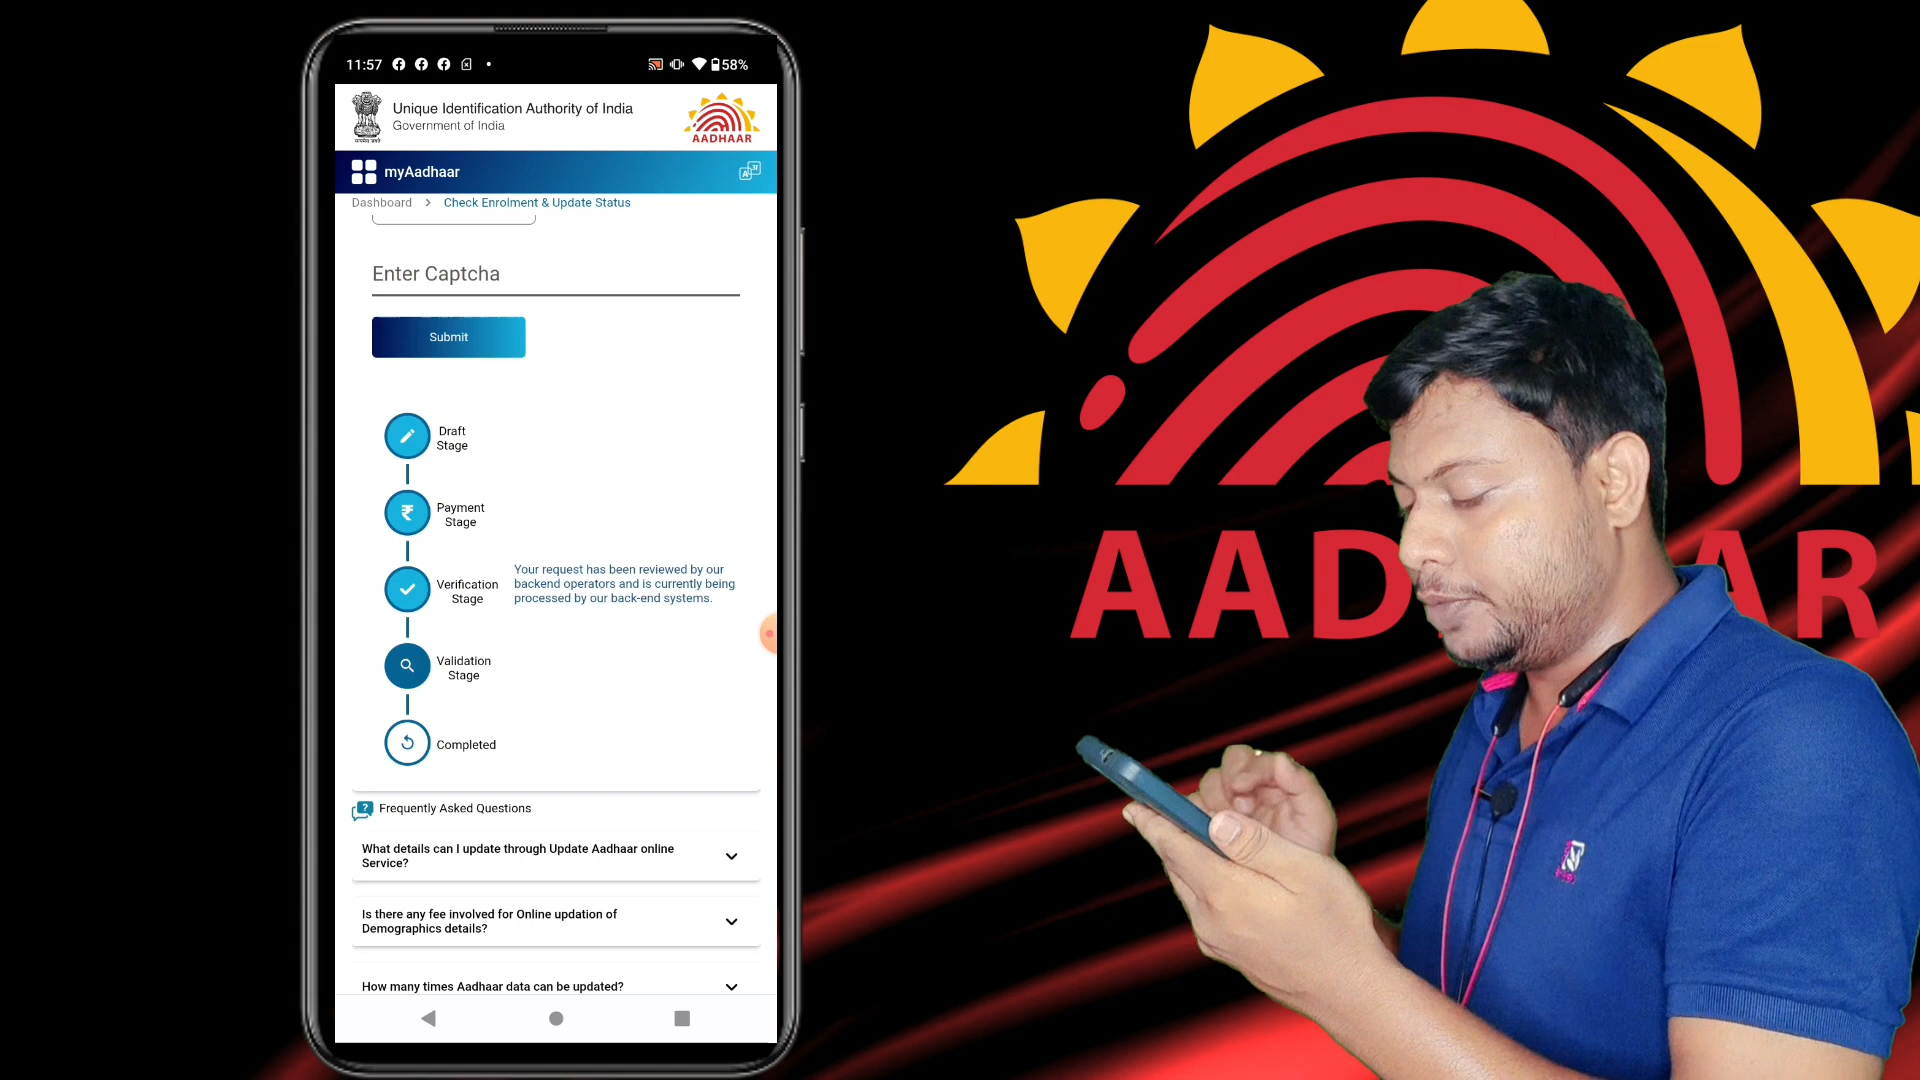 11:57
58%
Unique Identification Authority of India
Government of India
AADHAAR
myAadhaar
Dashboard > Check Enrolment & Update Status
Enter Captcha
Submit
Draft
Stage
Payment
Stage
Verification
Stage
Your request has been reviewed by our
backend operators and is currently being
processed by our back-end systems.
Validation
Stage
Completed
Frequently Asked Questions
What details can I update through Update Aadhaar online
Service?
Is there any fee involved for Online updation of
Demographics details?
How many times Aadhaar data can be updated?
AAD AR